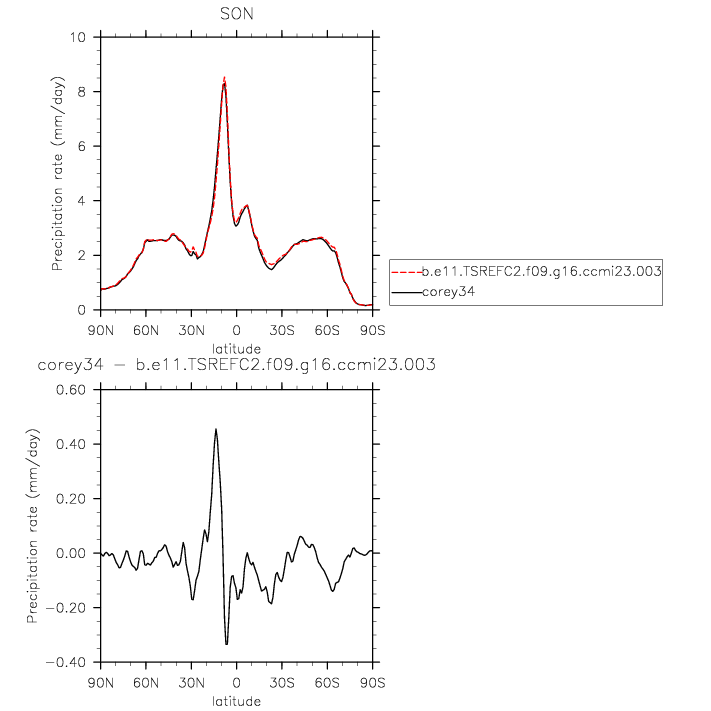 SON
10
8
6
4
2
0
Precipitation rate (mm/day)
90N 60N 30N 0 30S 60S 90S
latitude
b.e11.TSREFC2.f09.g16.ccmi23.003
corey34
corey34 − b.e11.TSREFC2.f09.g16.ccmi23.003
0.60
0.40
0.20
0.00
−0.20
−0.40
Precipitation rate (mm/day)
90N 60N 30N 0 30S 60S 90S
latitude